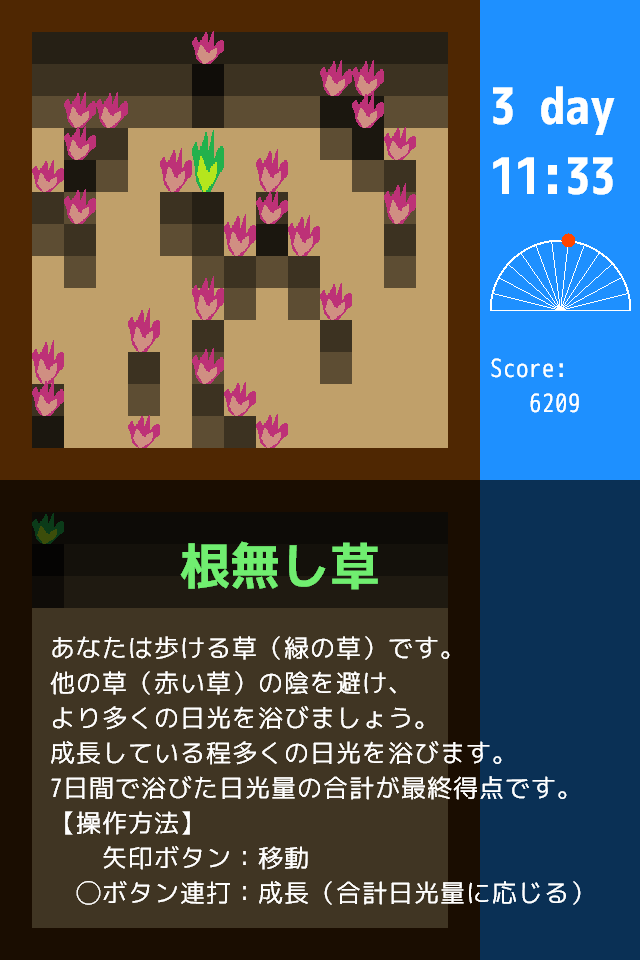 3 day
11:33
Score:
6209
根無し草
あなたは歩ける草（緑の草）です。
他の草（赤い草）の陰を避け、
より多くの日光を浴びましょう。
成長している程多くの日光を浴びます。
7日間で浴びた日光量の合計が最終得点です。
【操作方法】
矢印ボタン：移動
◯ボタン連打：成長（合計日光量に応じる）